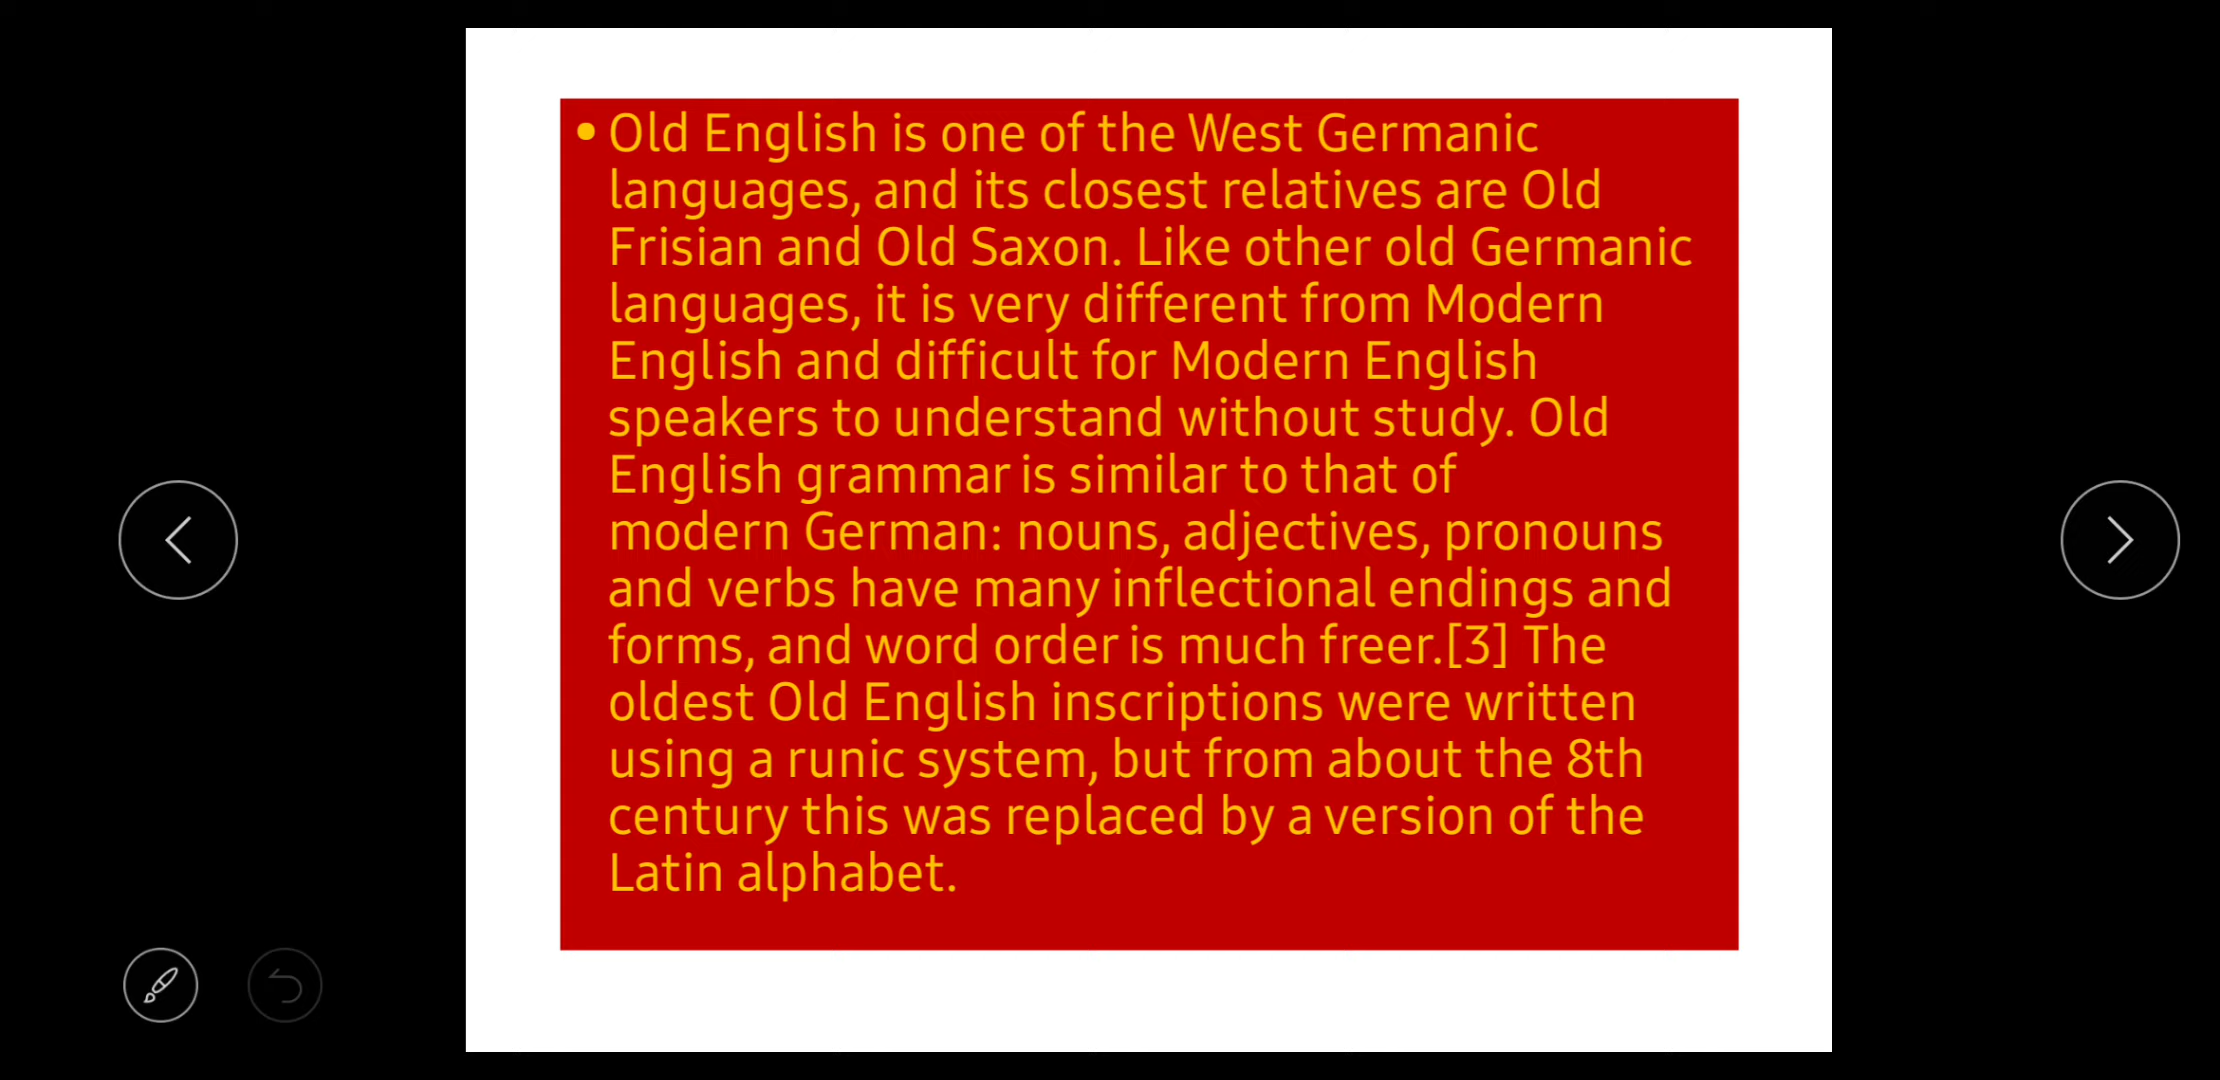 • Old English is one of the West Germanic
languages, and its closest relatives are Old
Frisian and Old Saxon. Like other old Germanic
languages, it is very different from Modern
English and difficult for Modern English
speakers to understand without study. Old
English grammar is similar to that of
modern German: nouns, adjectives, pronouns
and verbs have many inflectional endings and
forms, and word order is much freer.[3] The
oldest Old English inscriptions were written
using a runic system, but from about the 8th
century this was replaced by a version of the
Latin alphabet.